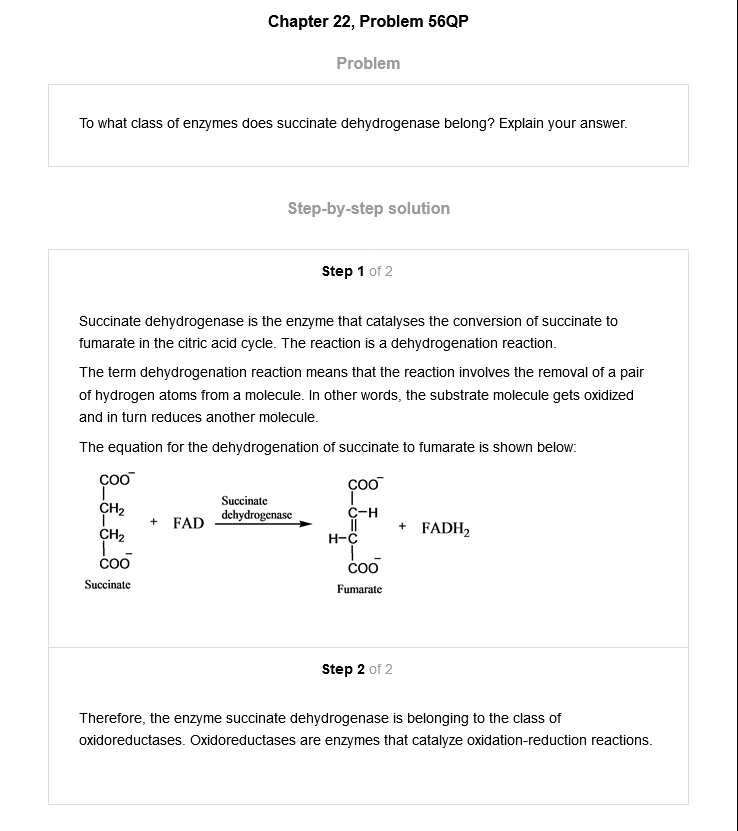 Chapter 22, Problem 56QP
Problem
To what class of enzymes does succinate dehydrogenase belong? Explain your answer.
Step-by-step solution
Step 1 of 2
Succinate dehydrogenase is the enzyme that catalyses the conversion of succinate to
fumarate in the citric acid cycle. The reaction is a dehydrogenation reaction.
The term dehydrogenation reaction means that the reaction involves the removal of a pair
of hydrogen atoms from a molecule. In other words, the substrate molecule gets oxidized
and in turn reduces another molecule.
The equation for the dehydrogenation of succinate to fumarate is shown below:
COO⁻
CH₂
CH₂
COO⁻
Succinate
+ FAD
Succinate
dehydrogenase
COO⁻
C-H
H-C
COO⁻
Fumarate
+ FADH₂
Step 2 of 2
Therefore, the enzyme succinate dehydrogenase is belonging to the class of
oxidoreductases. Oxidoreductases are enzymes that catalyze oxidation-reduction reactions.